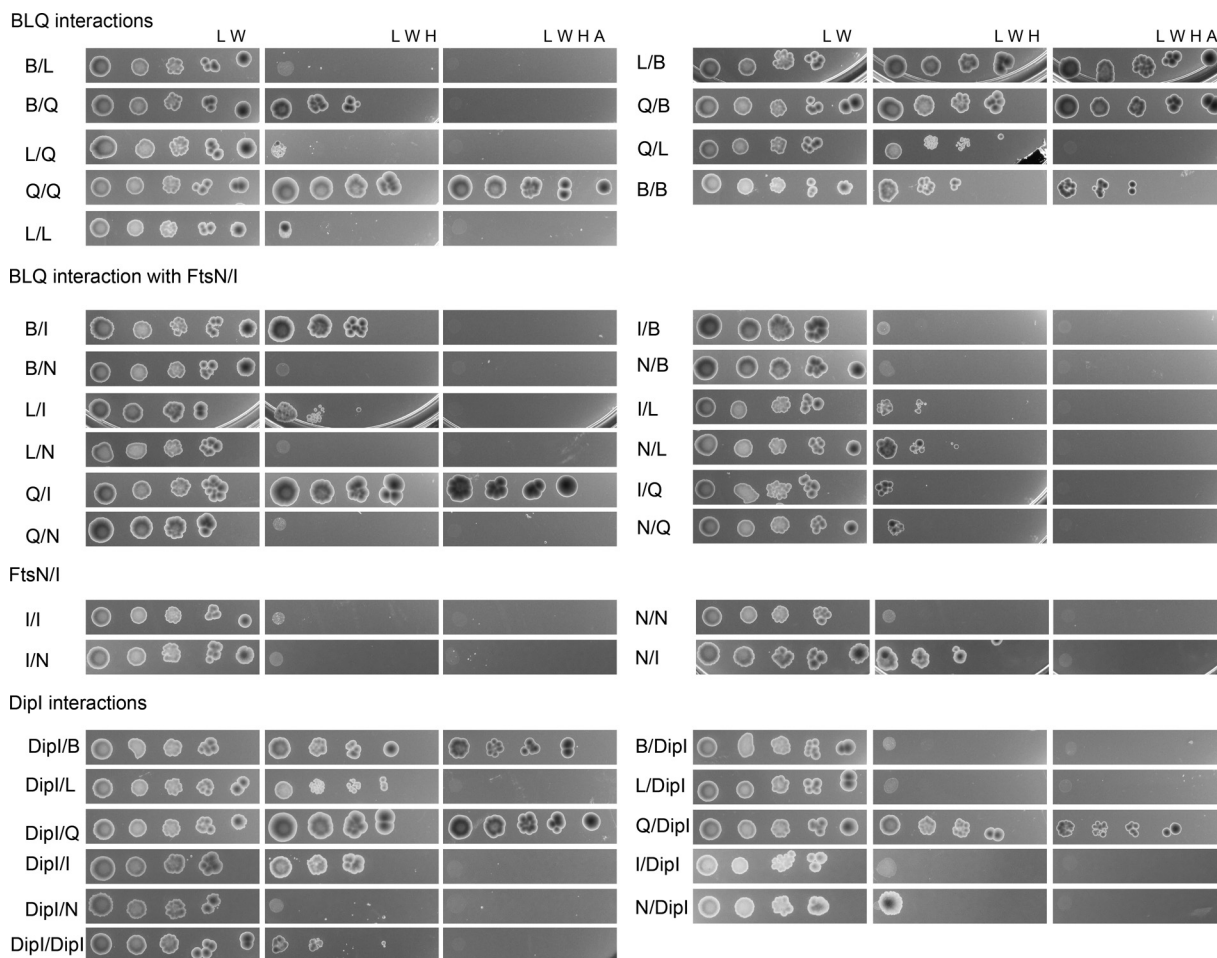 BLQ interactions
L W L W H L W H A L W L W H L W H A
B/L L/B
B/Q Q/B
L/Q Q/L
Q/Q B/B
L/L
BLQ interaction with FtsN/I
B/I I/B
B/N N/B
L/I I/L
L/N N/L
Q/I I/Q
Q/N N/Q
FtsN/I
I/I N/N
I/N N/I
DipI interactions
DipI/B B/DipI
DipI/L L/DipI
DipI/Q Q/DipI
DipI/I I/DipI
DipI/N N/DipI
DipI/DipI